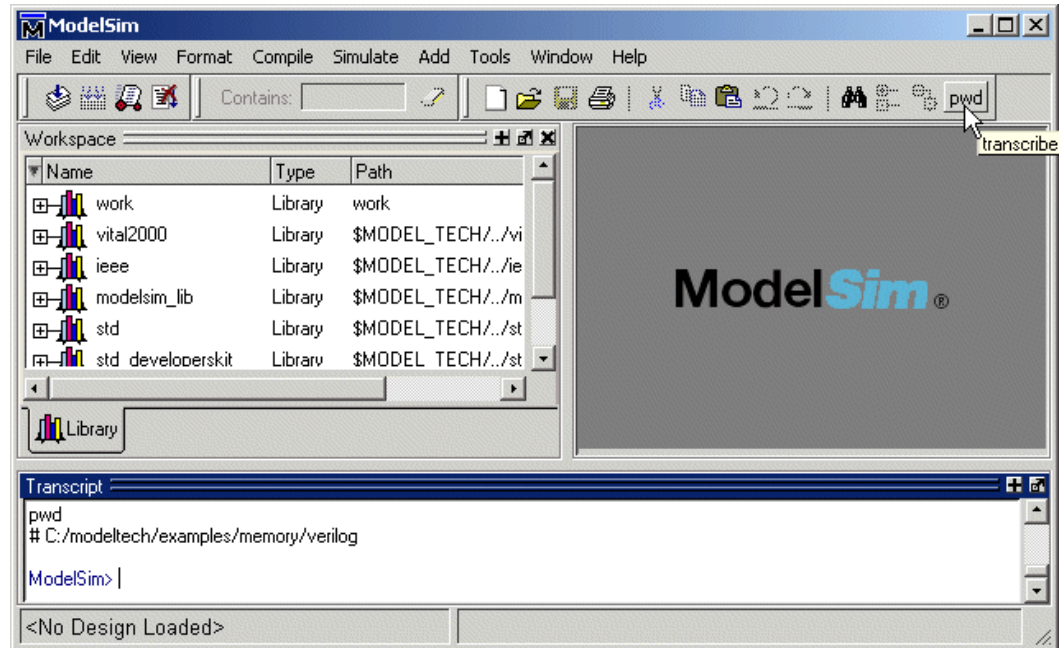 ModelSim
File Edit View Format Compile Simulate Add Tools Window Help
Contains:
pwd
transcribe
Workspace
Name Type Path
work Library work
vital2000 Library $MODEL_TECH/../vi
ieee Library $MODEL_TECH/../ie
modelsim_lib Library $MODEL_TECH/../m
std Library $MODEL_TECH/../st
std_developerskit Library $MODEL_TECH/../st
Library
ModelSim®
Transcript
pwd
# C:/modeltech/examples/memory/verilog
ModelSim>
<No Design Loaded>